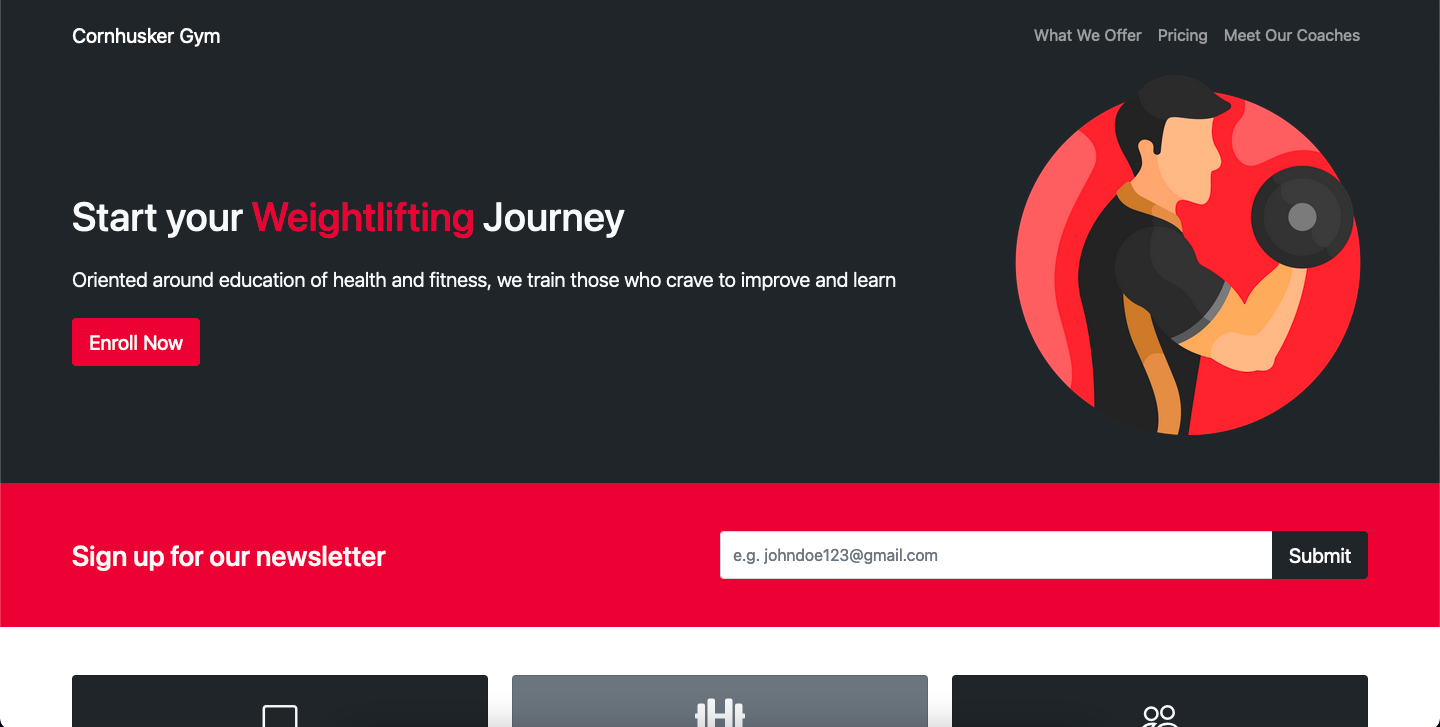 Cornhusker Gym
What We Offer Pricing Meet Our Coaches
Start your Weightlifting Journey
Oriented around education of health and fitness, we train those who crave to improve and learn
Enroll Now
Sign up for our newsletter
e.g. johndoe123@gmail.com
Submit